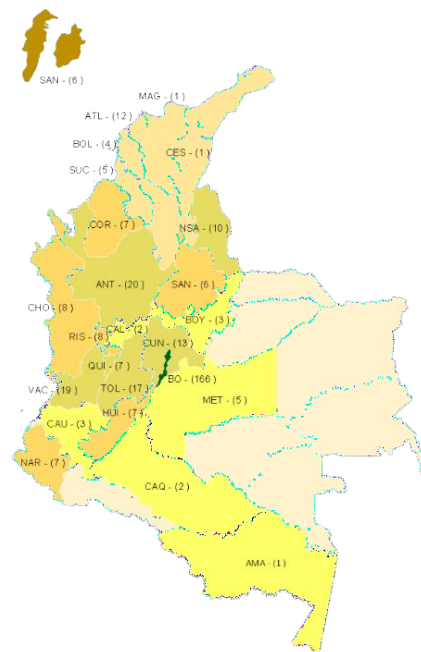 SAN - (6)
MAG - (1)
ATL - (12)
BOL - (4)
CES - (1)
SUC - (5)
COR - (7)
NSA - (10)
ANT - (20)
SAN - (6)
CHO - (8)
BOY - (3)
CAL - (2)
RIS - (8)
CUN - (13)
QUI - (7)
BO - (166)
VAC - (19)
TOL - (17)
MET - (5)
HUI - (7)
CAU - (3)
NAR - (7)
CAQ - (2)
AMA - (1)